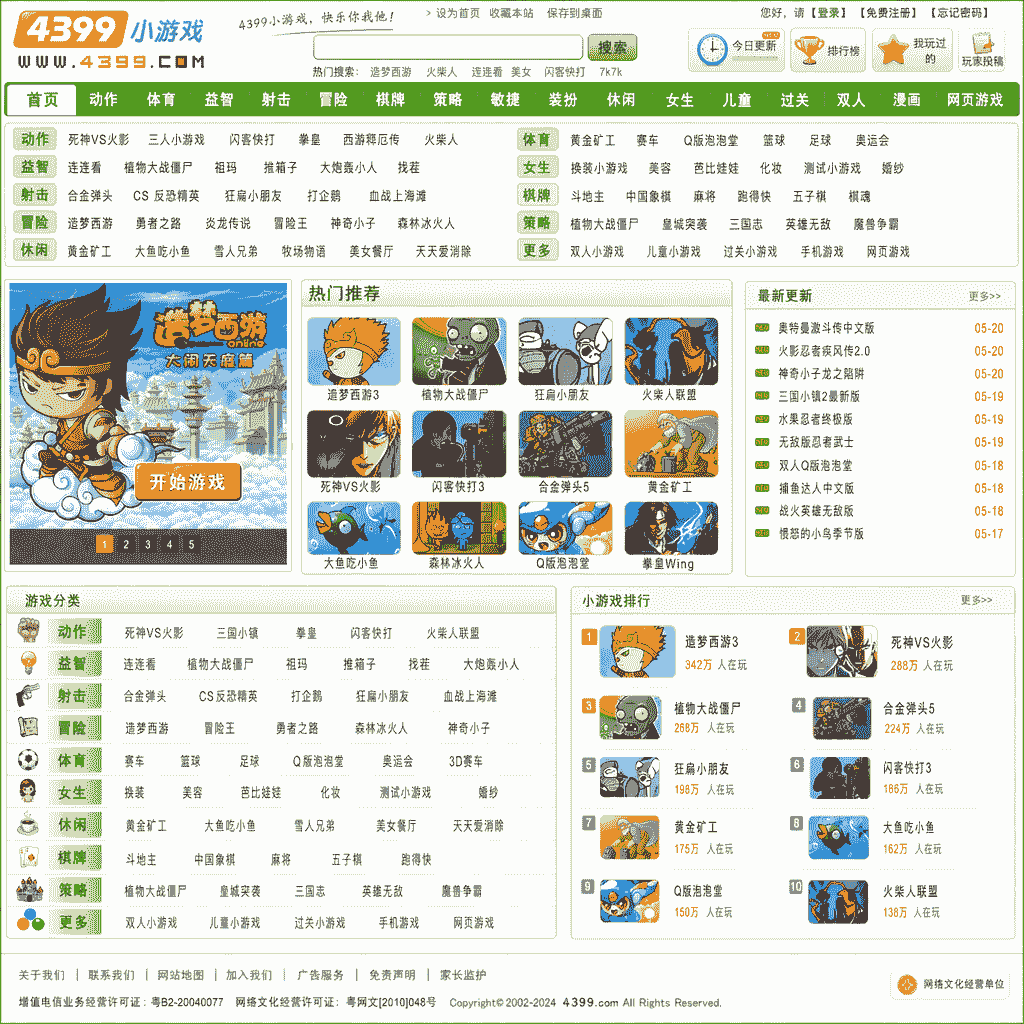 4399 小游戏
www.4399.com
4399小游戏，快乐你我他！
> 设为首页 收藏本站 保存到桌面
您好，请【登录】 【免费注册】 【忘记密码】
搜索
热门搜索： 造梦西游 火柴人 连连看 美女 闪客快打 7k7k
今日更新
排行榜
我玩过的
玩家投稿
首页 动作 体育 益智 射击 冒险 棋牌 策略 敏捷 装扮 休闲 女生 儿童 过关 双人 漫画 网页游戏
动作 死神VS火影 三人小游戏 闪客快打 拳皇 西游释厄传 火柴人
益智 连连看 植物大战僵尸 祖玛 推箱子 大炮轰小人 找茬
射击 合金弹头 CS 反恐精英 狂扁小朋友 打企鹅 血战上海滩
冒险 造梦西游 勇者之路 炎龙传说 冒险王 神奇小子 森林冰火人
休闲 黄金矿工 大鱼吃小鱼 雪人兄弟 牧场物语 美女餐厅 天天爱消除
体育 黄金矿工 赛车 Q版泡泡堂 篮球 足球 奥运会
女生 换装小游戏 美容 芭比娃娃 化妆 测试小游戏 婚纱
棋牌 斗地主 中国象棋 麻将 跑得快 五子棋 棋魂
策略 植物大战僵尸 皇城突袭 三国志 英雄无敌 魔兽争霸
更多 双人小游戏 儿童小游戏 过关小游戏 手机游戏 网页游戏
造梦西游
online
大闹天庭篇
开始游戏
1 2 3 4 5
热门推荐
造梦西游3 植物大战僵尸 狂扁小朋友 火柴人联盟
死神VS火影 闪客快打3 合金弹头5 黄金矿工
大鱼吃小鱼 森林冰火人 Q版泡泡堂 拳皇Wing
最新更新 更多>>
奥特曼激斗传中文版 05-20
火影忍者疾风传2.0 05-20
神奇小子龙之陷阱 05-20
三国小镇2最新版 05-19
水果忍者终极版 05-19
无敌版忍者武士 05-19
双人Q版泡泡堂 05-18
捕鱼达人中文版 05-18
战火英雄无敌版 05-18
愤怒的小鸟季节版 05-17
游戏分类
动作 死神VS火影 三国小镇 拳皇 闪客快打 火柴人联盟
益智 连连看 植物大战僵尸 祖玛 推箱子 找茬 大炮轰小人
射击 合金弹头 CS反恐精英 打企鹅 狂扁小朋友 血战上海滩
冒险 造梦西游 冒险王 勇者之路 森林冰火人 神奇小子
体育 赛车 篮球 足球 Q版泡泡堂 奥运会 3D赛车
女生 换装 美容 芭比娃娃 化妆 测试小游戏 婚纱
休闲 黄金矿工 大鱼吃小鱼 雪人兄弟 美女餐厅 天天爱消除
棋牌 斗地主 中国象棋 麻将 五子棋 跑得快
策略 植物大战僵尸 皇城突袭 三国志 英雄无敌 魔兽争霸
更多 双人小游戏 儿童小游戏 过关小游戏 手机游戏 网页游戏
小游戏排行 更多>>
1 造梦西游3
342万 人在玩
2 死神VS火影
288万 人在玩
3 植物大战僵尸
268万 人在玩
4 合金弹头5
224万 人在玩
5 狂扁小朋友
198万 人在玩
6 闪客快打3
186万 人在玩
7 黄金矿工
175万 人在玩
8 大鱼吃小鱼
162万 人在玩
9 Q版泡泡堂
150万 人在玩
10 火柴人联盟
138万 人在玩
关于我们 | 联系我们 | 网站地图 | 加入我们 | 广告服务 | 免责声明 | 家长监护
增值电信业务经营许可证：粤B2-20040077 网络文化经营许可证：粤网文[2010]048号 Copyright© 2002-2024 4399.com All Rights Reserved.
网络文化经营单位